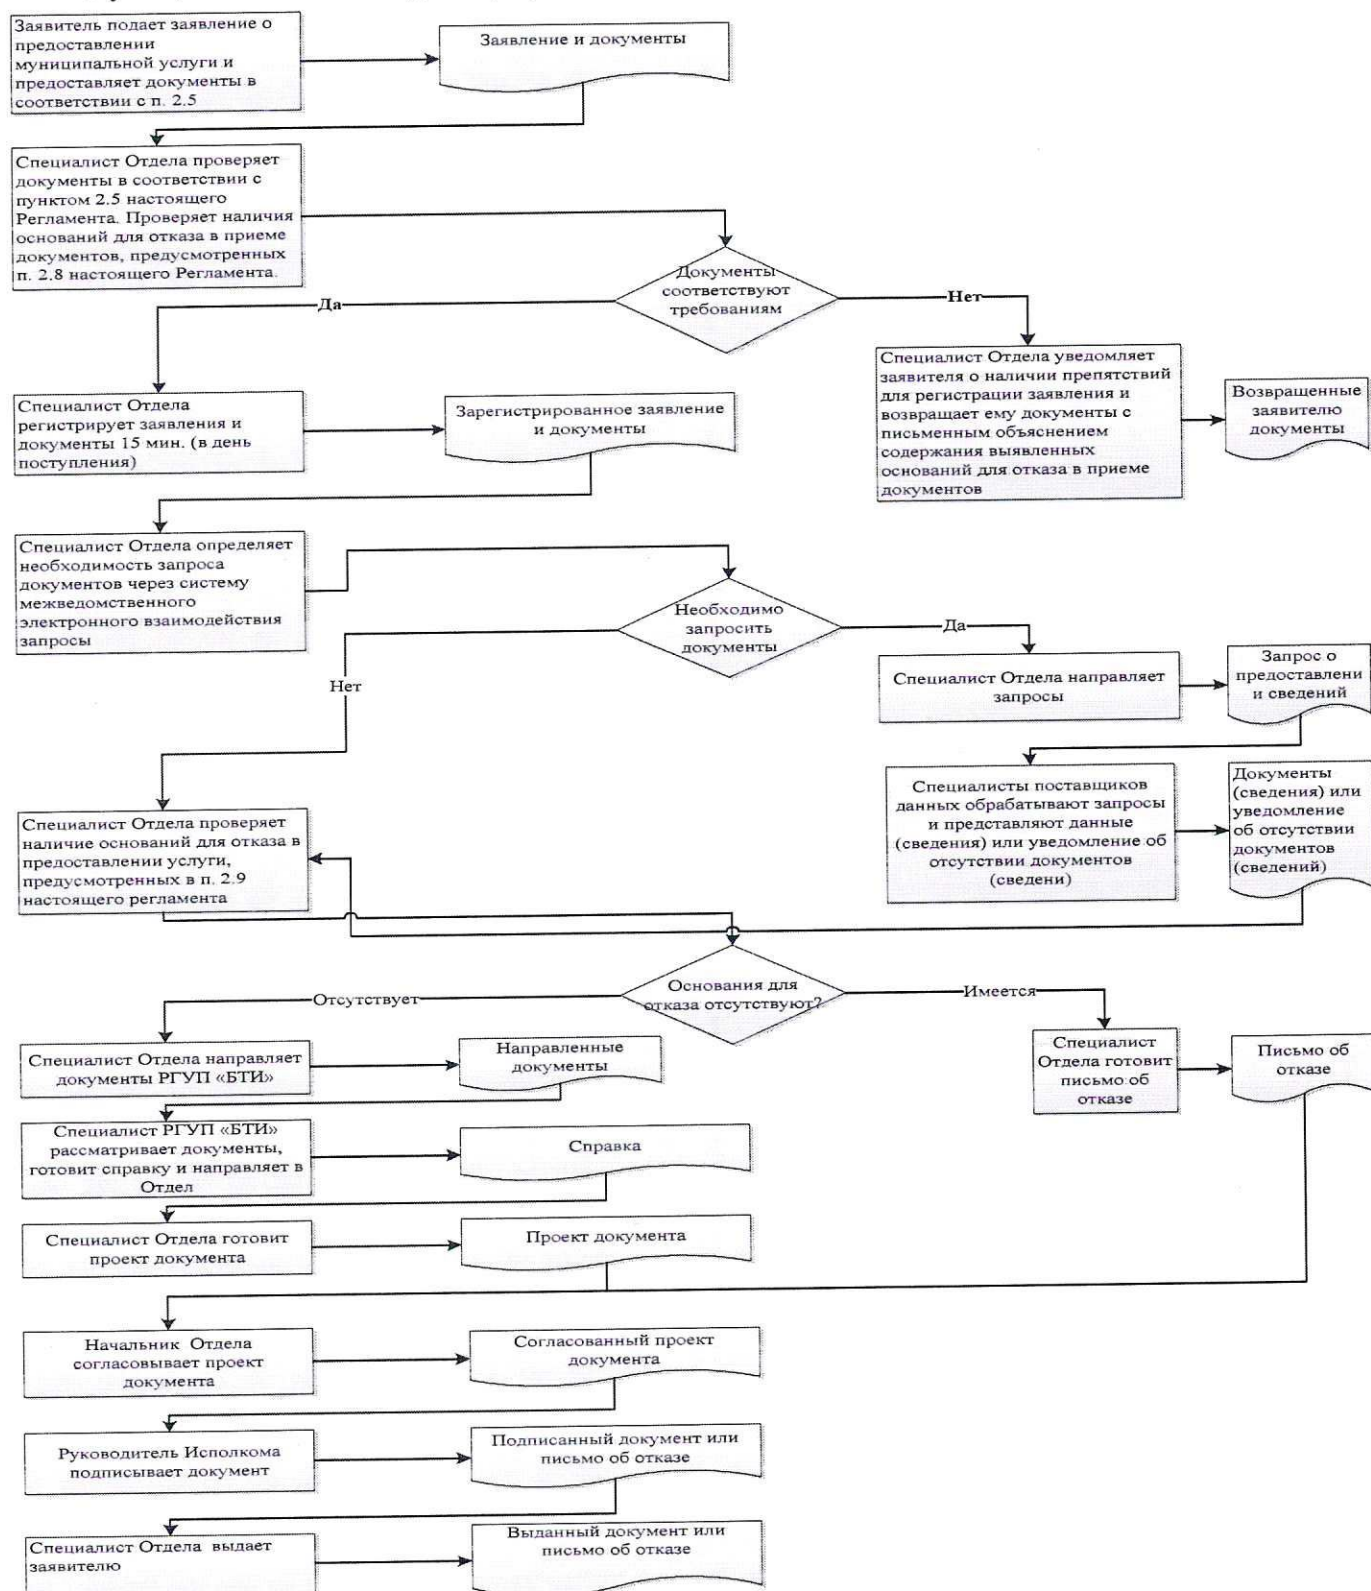 Заявитель подает заявление о
предоставлении
муниципальной услуги и
предоставляет документы в
соответствии с п. 2.5
Заявление и документы
Специалист Отдела проверяет
документы в соответствии с
пунктом 2.5 настоящего
Регламента. Проверяет наличия
оснований для отказа в приеме
документов, предусмотренных
п. 2.8 настоящего Регламента.
Документы
соответствуют
требованиям
Да
Нет
Специалист Отдела уведомляет
заявителя о наличии препятствий
для регистрации заявления и
возвращает ему документы с
письменным объяснением
содержания выявленных
оснований для отказа в приеме
документов
Возвращенные
заявителю
документы
Специалист Отдела
регистрирует заявления и
документы 15 мин. (в день
поступления)
Зарегистрированное заявление
и документы
Специалист Отдела определяет
необходимость запроса
документов через систему
межведомственного
электронного взаимодействия
запросы
Необходимо
запросить
документы
Да
Нет
Специалист Отдела направляет
запросы
Запрос о
предоставлени
и сведений
Специалисты поставщиков
данных обрабатывают запросы
и представляют данные
(сведения) или уведомление об
отсутствии документов
(сведени)
Документы
(сведения) или
уведомление
об отсутствии
документов
(сведений)
Специалист Отдела проверяет
наличие оснований для отказа в
предоставлении услуги,
предусмотренных в п. 2.9
настоящего регламента
Основания для
отказа отсутствуют?
Отсутствует
Имеется
Специалист Отдела направляет
документы РГУП «БТИ»
Направленные
документы
Специалист
Отдела готовит
письмо об
отказе
Письмо об
отказе
Специалист РГУП «БТИ»
рассматривает документы,
готовит справку и направляет в
Отдел
Справка
Специалист Отдела готовит
проект документа
Проект документа
Начальник Отдела
согласовывает проект
документа
Согласованный проект
документа
Руководитель Исполкома
подписывает документ
Подписанный документ или
письмо об отказе
Специалист Отдела выдает
заявителю
Выданный документ или
письмо об отказе